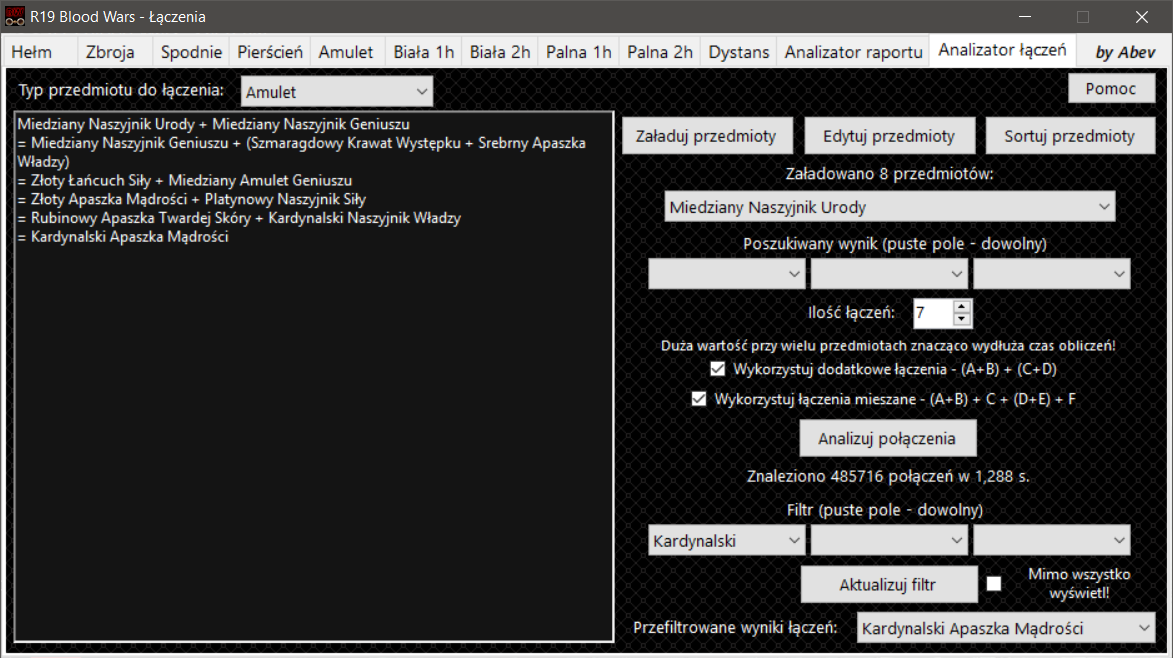 R19 Blood Wars - Łączenia
Hełm Zbroja Spodnie Pierścień Amulet Biała 1h Biała 2h Palna 1h Palna 2h Dystans Analizator raportu Analizator łączeń by Abev
Typ przedmiotu do łączenia: Amulet
Pomoc
Miedziany Naszyjnik Urody + Miedziany Naszyjnik Geniuszu
= Miedziany Naszyjnik Geniuszu + (Szmaragdowy Krawat Występku + Srebrny Apaszka
Władzy)
= Złoty Łańcuch Siły + Miedziany Amulet Geniuszu
= Złoty Apaszka Mądrości + Platynowy Naszyjnik Siły
= Rubinowy Apaszka Twardej Skóry + Kardynalski Naszyjnik Władzy
= Kardynalski Apaszka Mądrości
Załaduj przedmioty Edytuj przedmioty Sortuj przedmioty
Załadowano 8 przedmiotów:
Miedziany Naszyjnik Urody
Poszukiwany wynik (puste pole - dowolny)
Ilość łączeń: 7
Duża wartość przy wielu przedmiotach znacząco wydłuża czas obliczeń!
Wykorzystuj dodatkowe łączenia - (A+B) + (C+D)
Wykorzystuj łączenia mieszane - (A+B) + C + (D+E) + F
Analizuj połączenia
Znaleziono 485716 połączeń w 1,288 s.
Filtr (puste pole - dowolny)
Kardynalski
Aktualizuj filtr
Mimo wszystko
wyświetl!
Przefiltrowane wyniki łączeń: Kardynalski Apaszka Mądrości